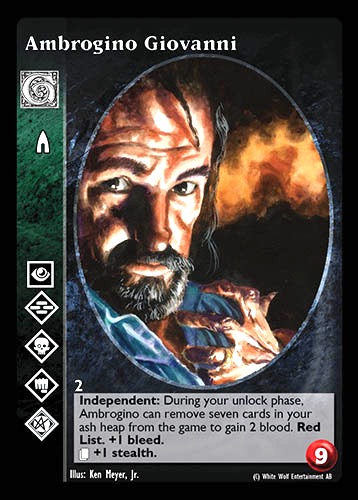 Ambrogino Giovanni
2
Independent: During your unlock phase,
Ambrogino can remove seven cards in your
ash heap from the game to gain 2 blood. Red
List. +1 bleed.
+1 stealth.
9
Illus: Ken Meyer, Jr.
(C) White Wolf Entertainment AB